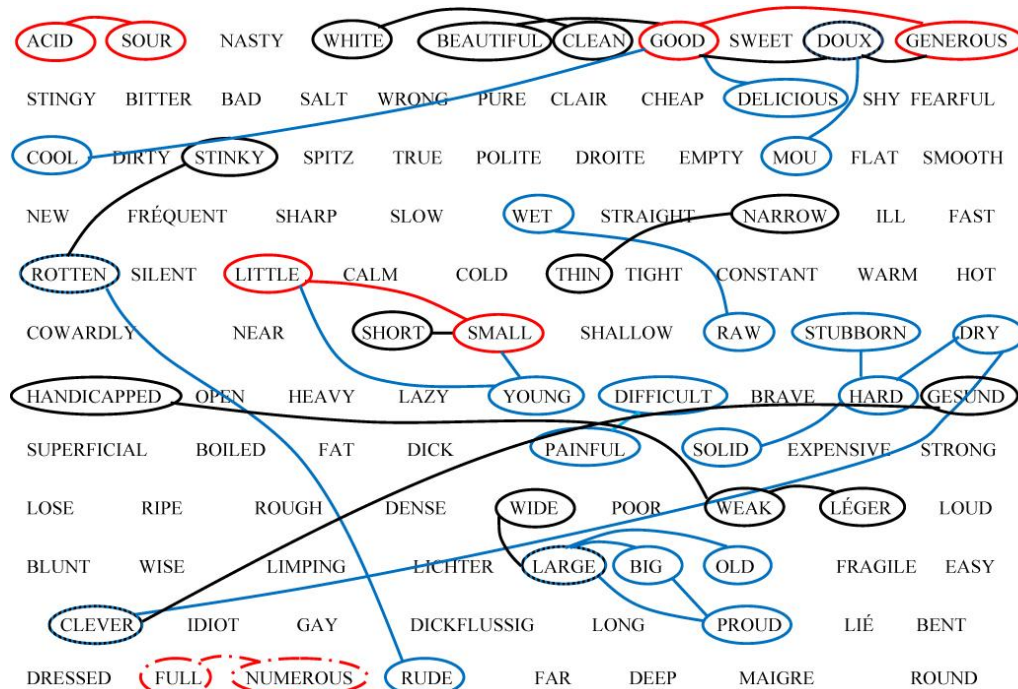 ACID SOUR NASTY WHITE BEAUTIFUL CLEAN GOOD SWEET DOUX GENEROUS
STINGY BITTER BAD SALT WRONG PURE CLAIR CHEAP DELICIOUS SHY FEARFUL
COOL DIRTY STINKY SPITZ TRUE POLITE DROITE EMPTY MOU FLAT SMOOTH
NEW FRÉQUENT SHARP SLOW WET STRAIGHT NARROW ILL FAST
ROTTEN SILENT LITTLE CALM COLD THIN TIGHT CONSTANT WARM HOT
COWARDLY NEAR SHORT SMALL SHALLOW RAW STUBBORN DRY
HANDICAPPED OPEN HEAVY LAZY YOUNG DIFFICULT BRAVE HARD GESUND
SUPERFICIAL BOILED FAT DICK PAINFUL SOLID EXPENSIVE STRONG
LOSE RIPE ROUGH DENSE WIDE POOR WEAK LÉGER LOUD
BLUNT WISE LIMPING LICHTER LARGE BIG OLD FRAGILE EASY
CLEVER IDIOT GAY DICKFLUSSIG LONG PROUD LIÉ BENT
DRESSED FULL NUMEROUS RUDE FAR DEEP MAIGRE ROUND